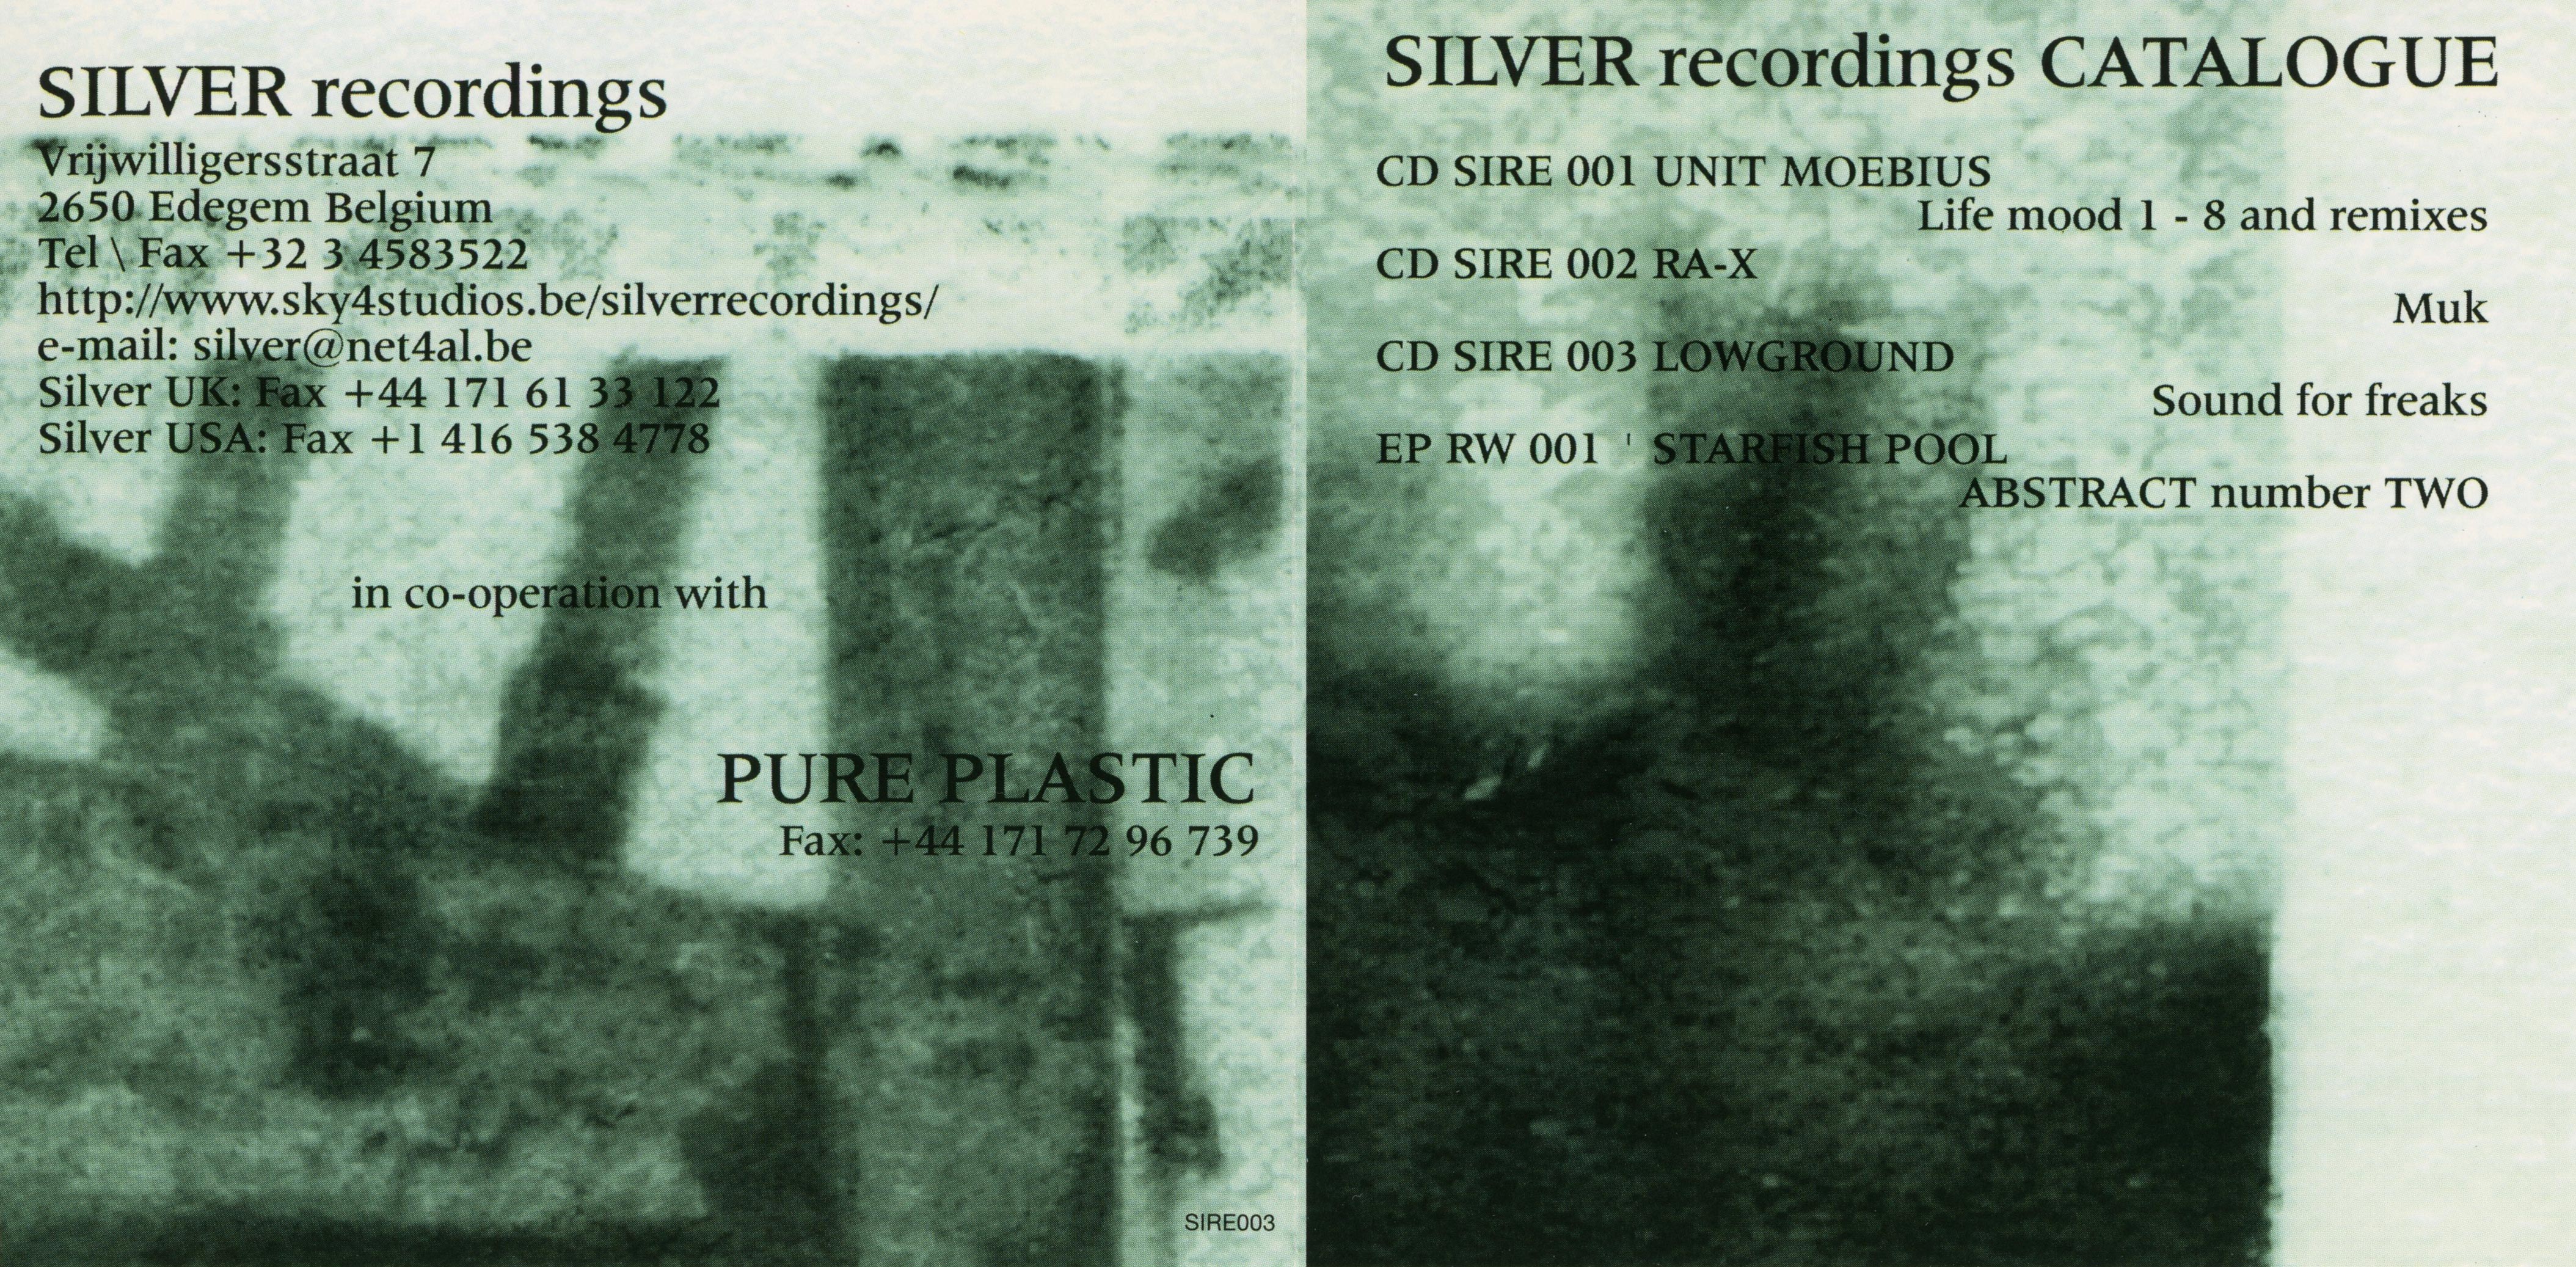 SILVER recordings
Vrijwilligersstraat 7
2650 Edegem Belgium
Tel \ Fax +32 3 4583522
http://www.sky4studios.be/silverrecordings/
e-mail: silver@net4al.be
Silver UK: Fax +44 171 61 33 122
Silver USA: Fax +1 416 538 4778
in co-operation with
PURE PLASTIC
Fax: +44 171 72 96 739
SIRE003
SILVER recordings CATALOGUE
CD SIRE 001 UNIT MOEBIUS
Life mood 1 - 8 and remixes
CD SIRE 002 RA-X
Muk
CD SIRE 003 LOWGROUND
Sound for freaks
EP RW 001 ' STARFISH POOL
ABSTRACT number TWO